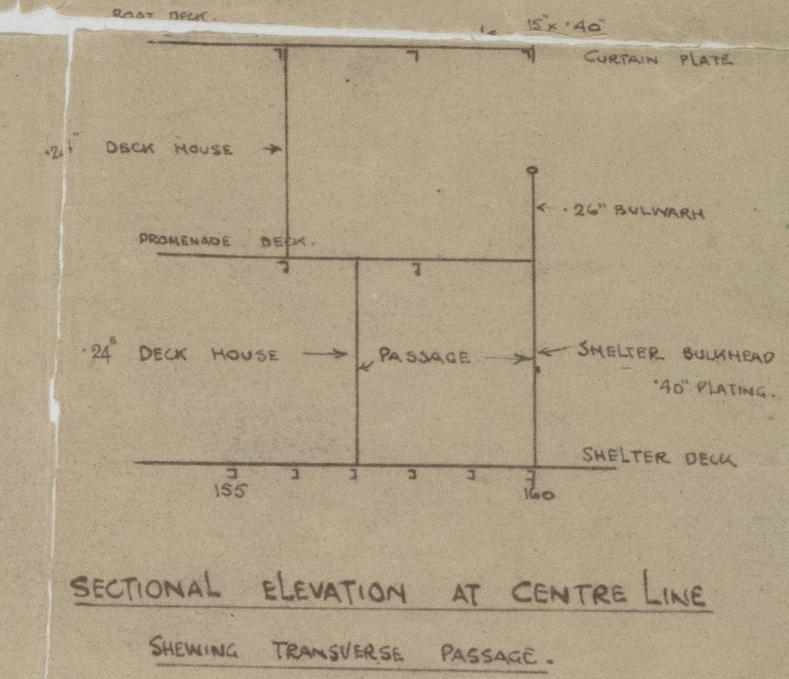 BOAT DECK.
15" × .40"
CURTAIN PLATE
DECK HOUSE
.26" BULWARK
PROMENADE DECK.
.24" DECK HOUSE
PASSAGE
SHELTER BULKHEAD
.40" PLATING.
SHELTER DECK
155
160
SECTIONAL ELEVATION AT CENTRE LINE
SHEWING TRANSVERSE PASSAGE.